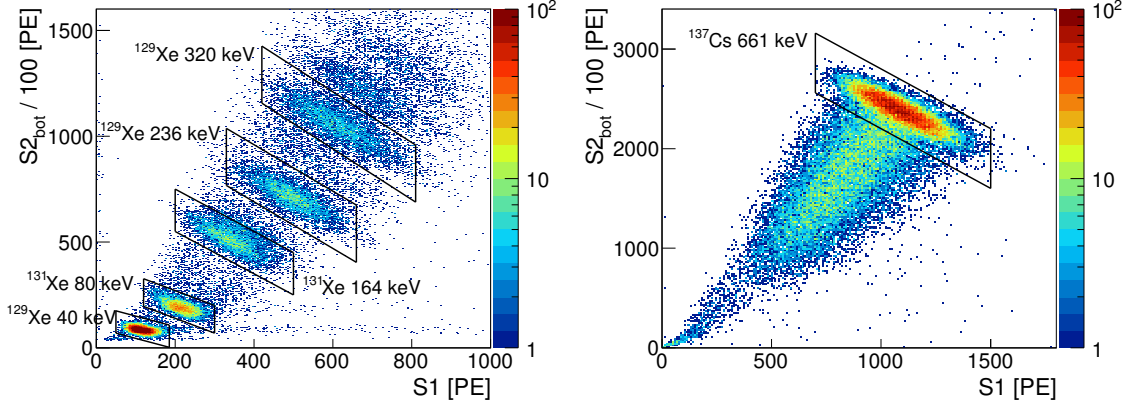 S2bot / 100 [PE]
1500
1000
500
0
129Xe 320 keV
129Xe 236 keV
131Xe 164 keV
131Xe 80 keV
129Xe 40 keV
0 200 400 600 800 1000
S1 [PE]
10²
10
1
S2bot / 100 [PE]
3000
2000
1000
0
137Cs 661 keV
0 500 1000 1500
S1 [PE]
10²
10
1